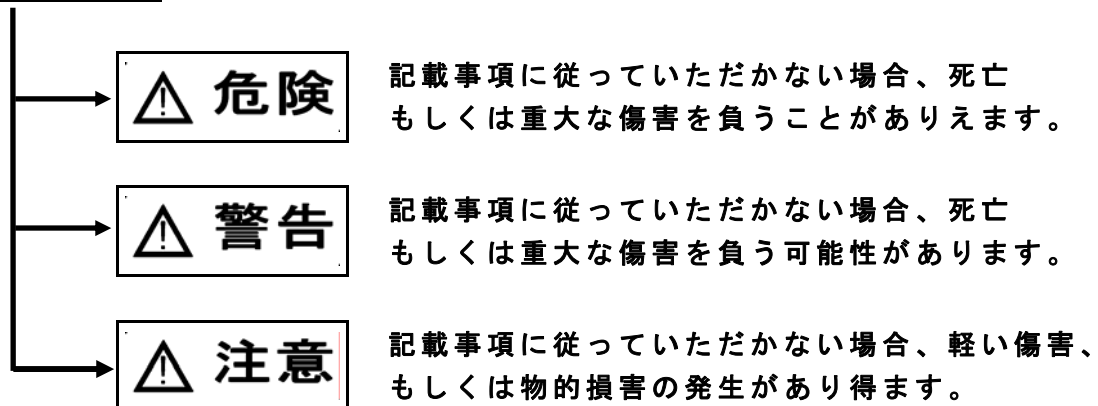 ⚠危険
記載事項に従っていただかない場合、死亡
もしくは重大な傷害を負うことがありえます。
⚠警告
記載事項に従っていただかない場合、死亡
もしくは重大な傷害を負う可能性があります。
⚠注意
記載事項に従っていただかない場合、軽い傷害、
もしくは物的損害の発生があり得ます。